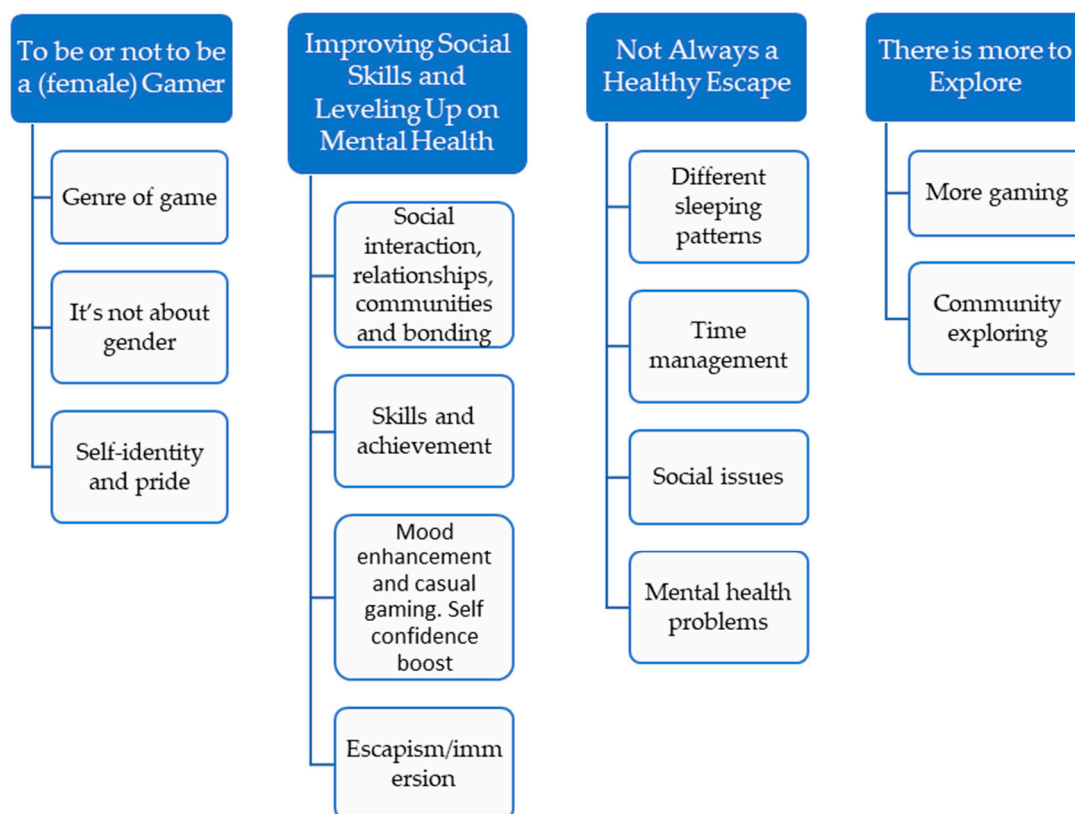 To be or not to be
a (female) Gamer
Genre of game
It's not about
gender
Self-identity
and pride
Improving Social
Skills and
Leveling Up on
Mental Health
Social
interaction,
relationships,
communities
and bonding
Skills and
achievement
Mood
enhancement
and casual
gaming. Self
confidence
boost
Escapism/imm
ersion
Not Always a
Healthy Escape
Different
sleeping
patterns
Time
management
Social issues
Mental health
problems
There is more to
Explore
More gaming
Community
exploring